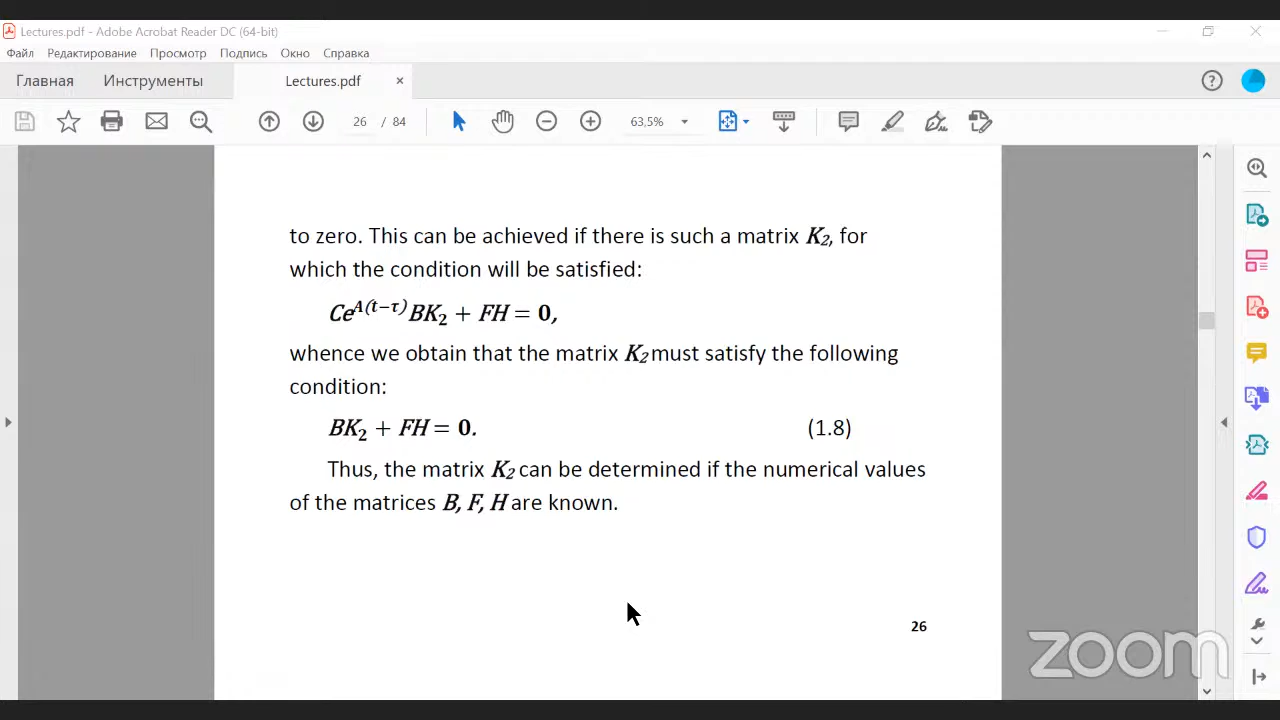 Lectures.pdf - Adobe Acrobat Reader DC (64-bit)
Файл Редактирование Просмотр Подпись Окно Справка
Главная Инструменты Lectures.pdf ×
26 / 84 63,5%
to zero. This can be achieved if there is such a matrix K₂, for
which the condition will be satisfied:
Ceᴬ⁽ᵗ⁻ᵗᵃᵘ⁾BK₂ + FH = 0,
whence we obtain that the matrix K₂ must satisfy the following
condition:
BK₂ + FH = 0. (1.8)
Thus, the matrix K₂ can be determined if the numerical values
of the matrices B, F, H are known.
26
zoom